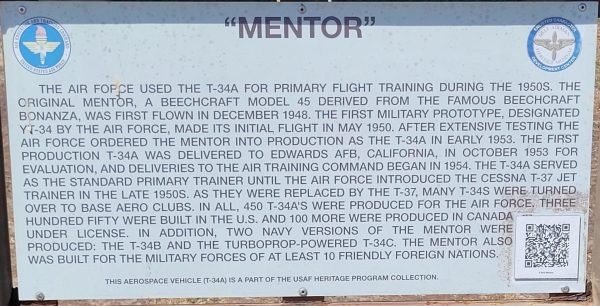 "MENTOR"
THE AIR FORCE USED THE T-34A FOR PRIMARY FLIGHT TRAINING DURING THE 1950S. THE
ORIGINAL MENTOR, A BEECHCRAFT MODEL 45 DERIVED FROM THE FAMOUS BEECHCRAFT
BONANZA, WAS FIRST FLOWN IN DECEMBER 1948. THE FIRST MILITARY PROTOTYPE, DESIGNATED
YT-34 BY THE AIR FORCE, MADE ITS INITIAL FLIGHT IN MAY 1950. AFTER EXTENSIVE TESTING THE
AIR FORCE ORDERED THE MENTOR INTO PRODUCTION AS THE T-34A IN EARLY 1953. THE FIRST
PRODUCTION T-34A WAS DELIVERED TO EDWARDS AFB, CALIFORNIA, IN OCTOBER 1953 FOR
EVALUATION, AND DELIVERIES TO THE AIR TRAINING COMMAND BEGAN IN 1954. THE T-34A SERVED
AS THE STANDARD PRIMARY TRAINER UNTIL THE AIR FORCE INTRODUCED THE CESSNA T-37 JET
TRAINER IN THE LATE 1950S. AS THEY WERE REPLACED BY THE T-37, MANY T-34S WERE TURNED
OVER TO BASE AERO CLUBS. IN ALL, 450 T-34A'S WERE PRODUCED FOR THE AIR FORCE. THREE
HUNDRED FIFTY WERE BUILT IN THE U.S. AND 100 MORE WERE PRODUCED IN CANADA
UNDER LICENSE. IN ADDITION, TWO NAVY VERSIONS OF THE MENTOR WERE
PRODUCED: THE T-34B AND THE TURBOPROP-POWERED T-34C. THE MENTOR ALSO
WAS BUILT FOR THE MILITARY FORCES OF AT LEAST 10 FRIENDLY FOREIGN NATIONS.
THIS AEROSPACE VEHICLE (T-34A) IS A PART OF THE USAF HERITAGE PROGRAM COLLECTION.